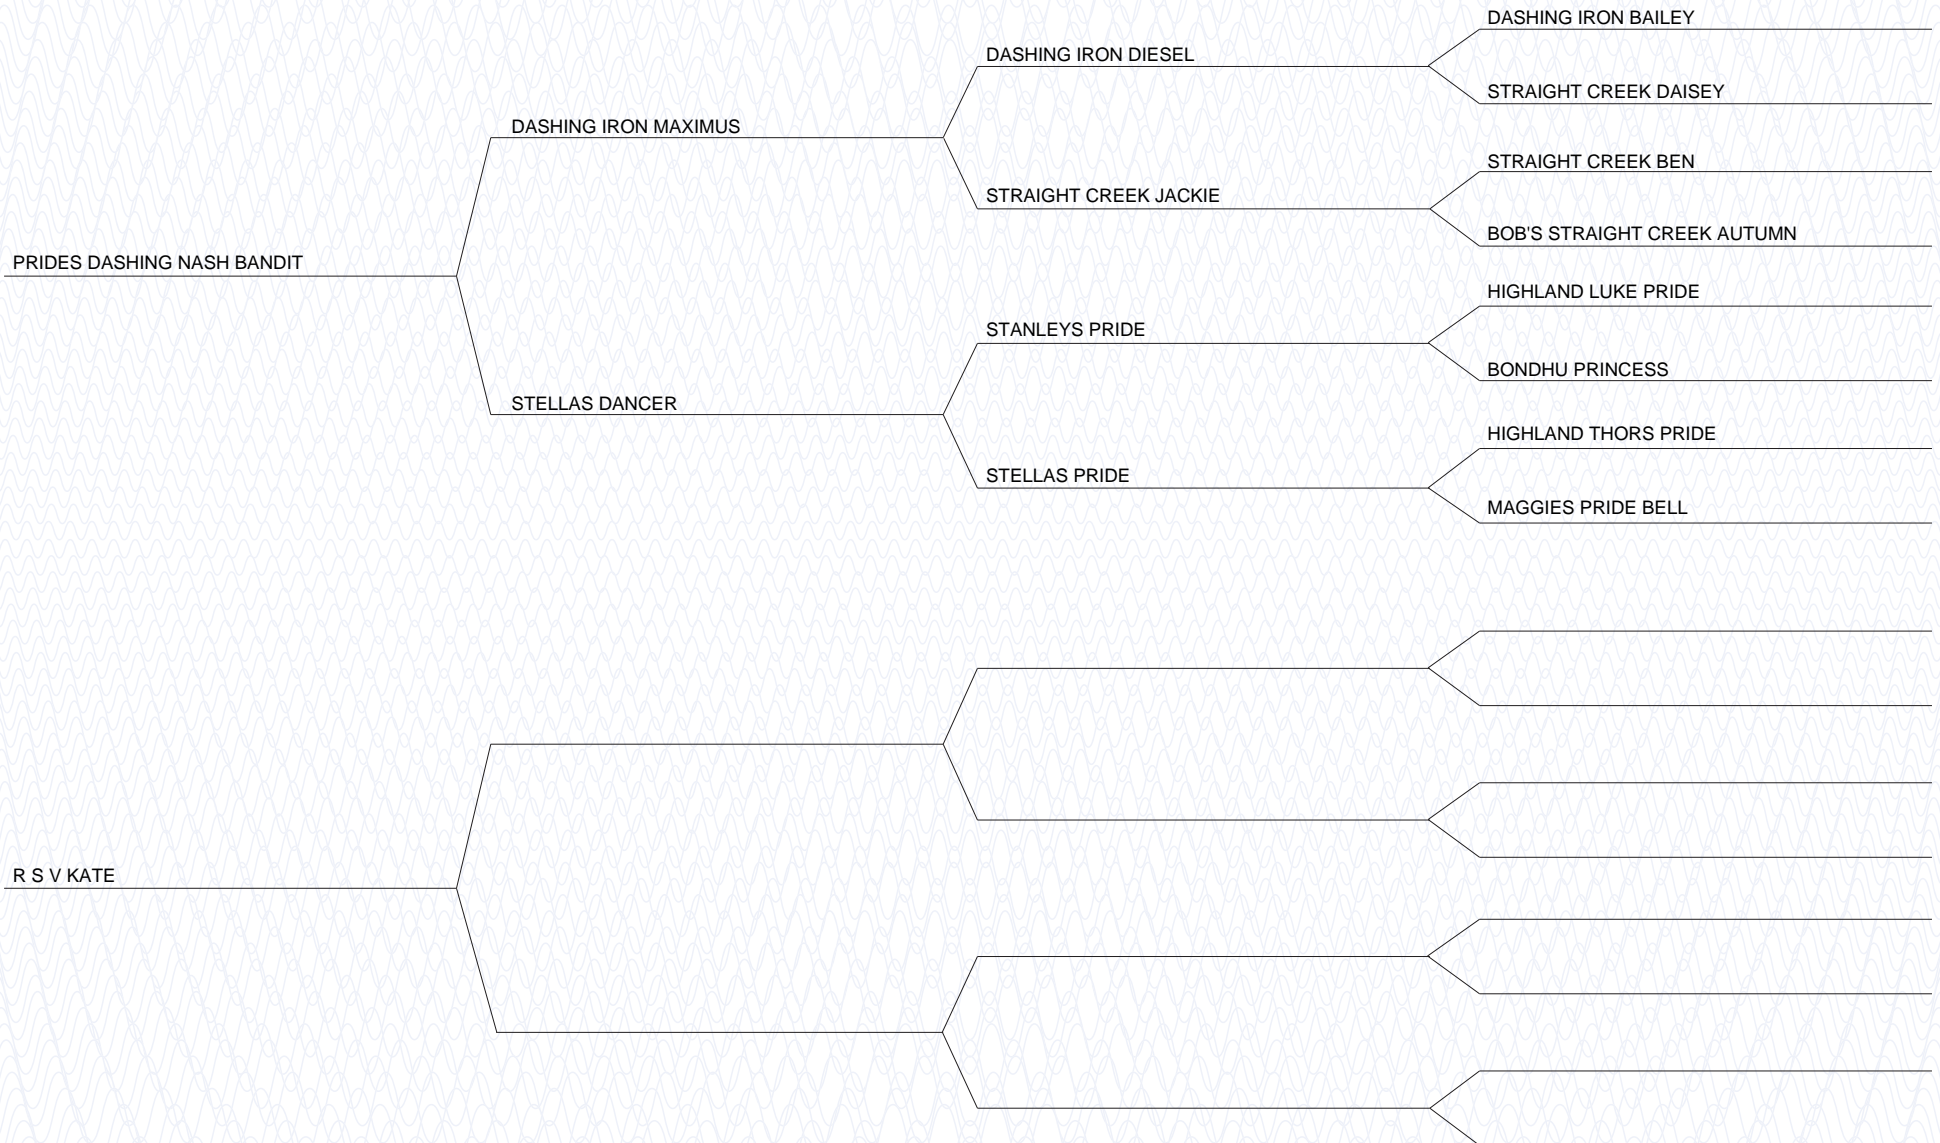 DASHING IRON BAILEY
DASHING IRON DIESEL
STRAIGHT CREEK DAISEY
DASHING IRON MAXIMUS
STRAIGHT CREEK BEN
STRAIGHT CREEK JACKIE
BOB'S STRAIGHT CREEK AUTUMN
PRIDES DASHING NASH BANDIT
HIGHLAND LUKE PRIDE
STANLEYS PRIDE
BONDHU PRINCESS
STELLAS DANCER
HIGHLAND THORS PRIDE
STELLAS PRIDE
MAGGIES PRIDE BELL
R S V KATE